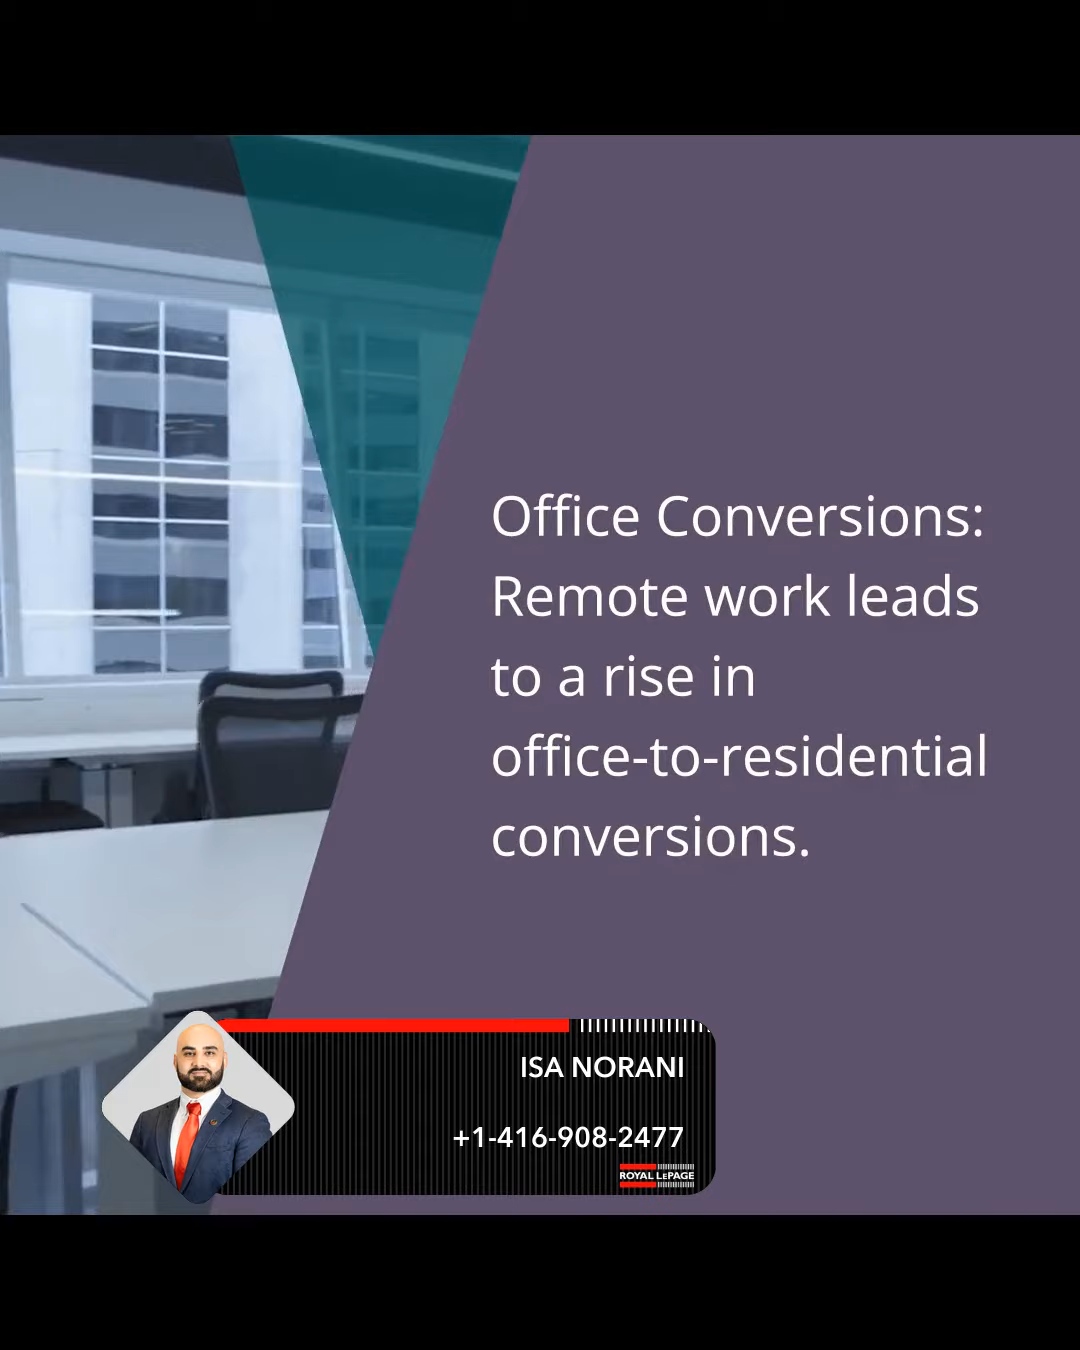 Office Conversions:
Remote work leads
to a rise in
office-to-residential
conversions.
ISA NORANI
+1-416-908-2477
ROYAL LEPAGE